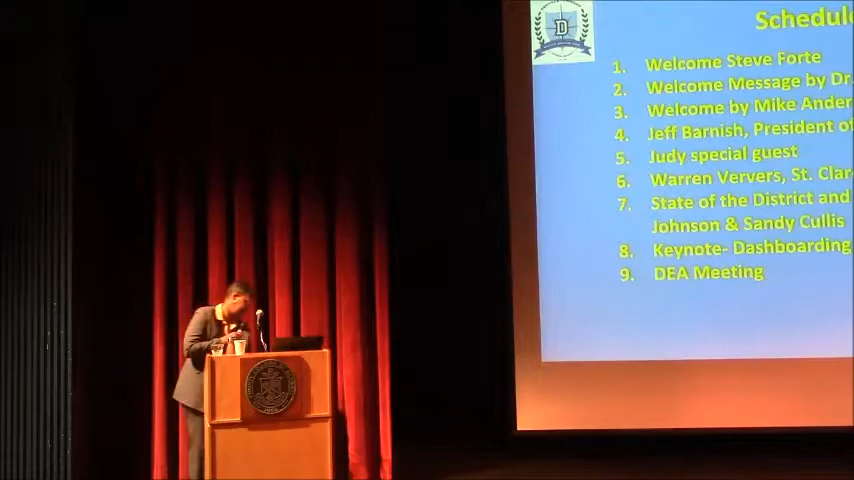 Schedul
D
1. Welcome Steve Forte
2. Welcome Message by Dr.
3. Welcome by Mike Ander
4. Jeff Barnish, President of
5. Judy special guest
6. Warren Ververs, St. Clar
7. State of the District and
Johnson & Sandy Cullis
8. Keynote- Dashboarding
9. DEA Meeting